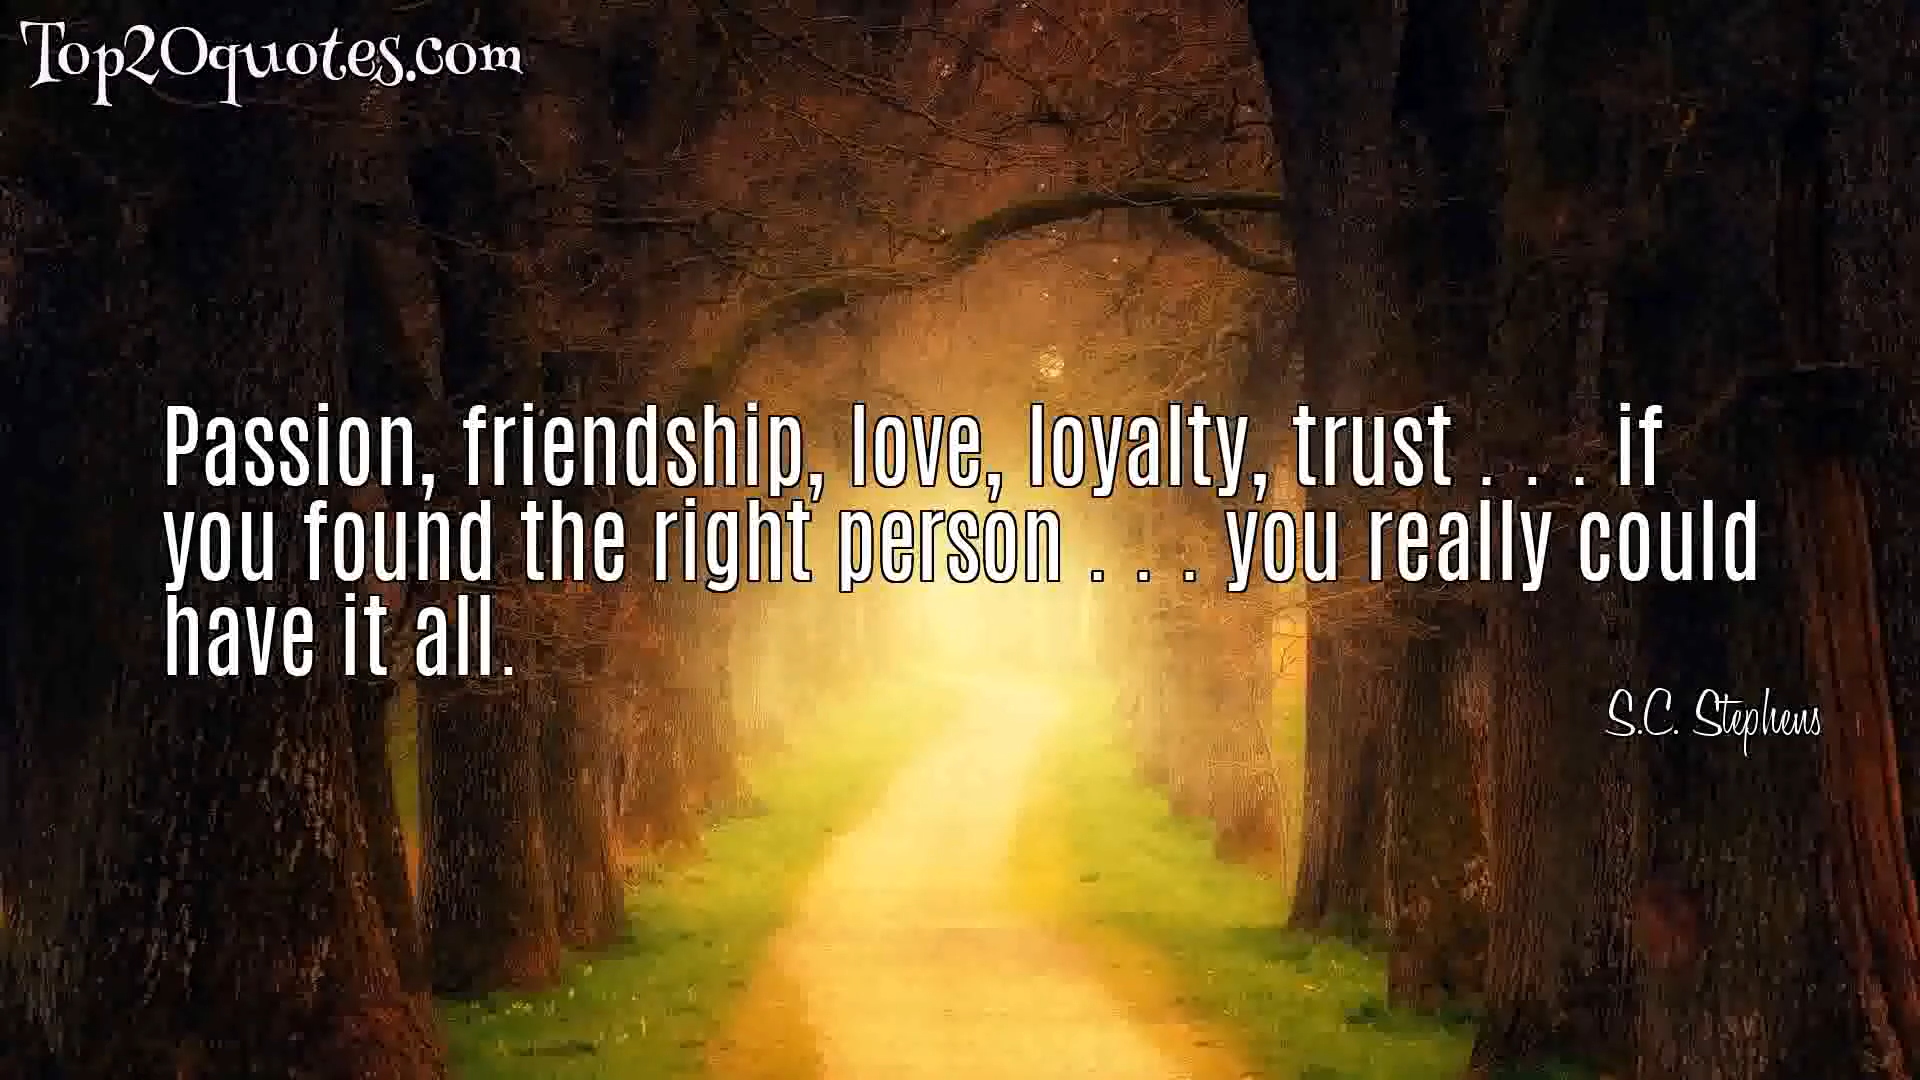 Top20quotes.com
Passion, friendship, love, loyalty, trust . . . if
you found the right person . . . you really could
have it all.
S.C. Stephens